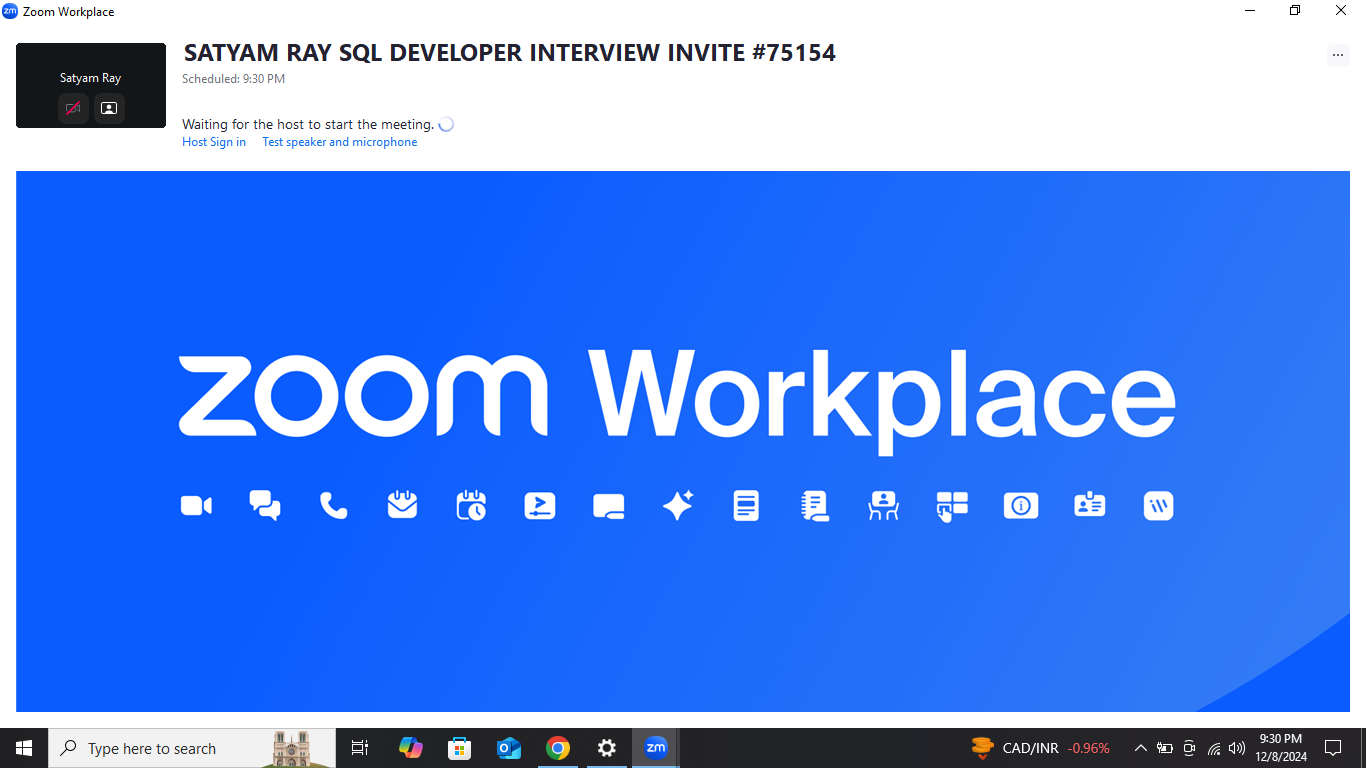 Zoom Workplace
SATYAM RAY SQL DEVELOPER INTERVIEW INVITE #75154
Satyam Ray
Scheduled: 9:30 PM
Waiting for the host to start the meeting.
Host Sign in Test speaker and microphone
zoom Workplace
Type here to search
zm
CAD/INR -0.96%
9:30 PM
12/8/2024